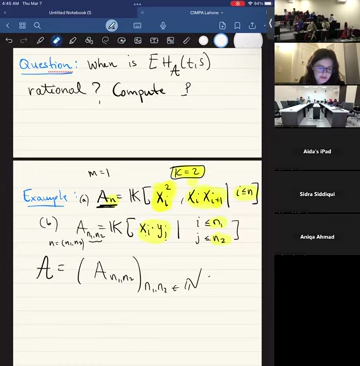 4:45 AM Thu Mar 7
94%
Untitled Notebook (5)
CIMPA Lahore
Question: when is EH_A(t,s)
rational? Compute?
m=1
k=2
Example: (a) A_n = K[x_i^2, x_i x_{i+1} | i≤n]
(b) A_{n_1,n_2} = K[x_i·y_j | i≤n_1 j≤n_2]
n=(n_1,n_2)
A = (A_{n_1,n_2})_{n_1,n_2 ∈ ℕ}
Aida's iPad
Sidra Siddiqui
Aniqa Ahmad